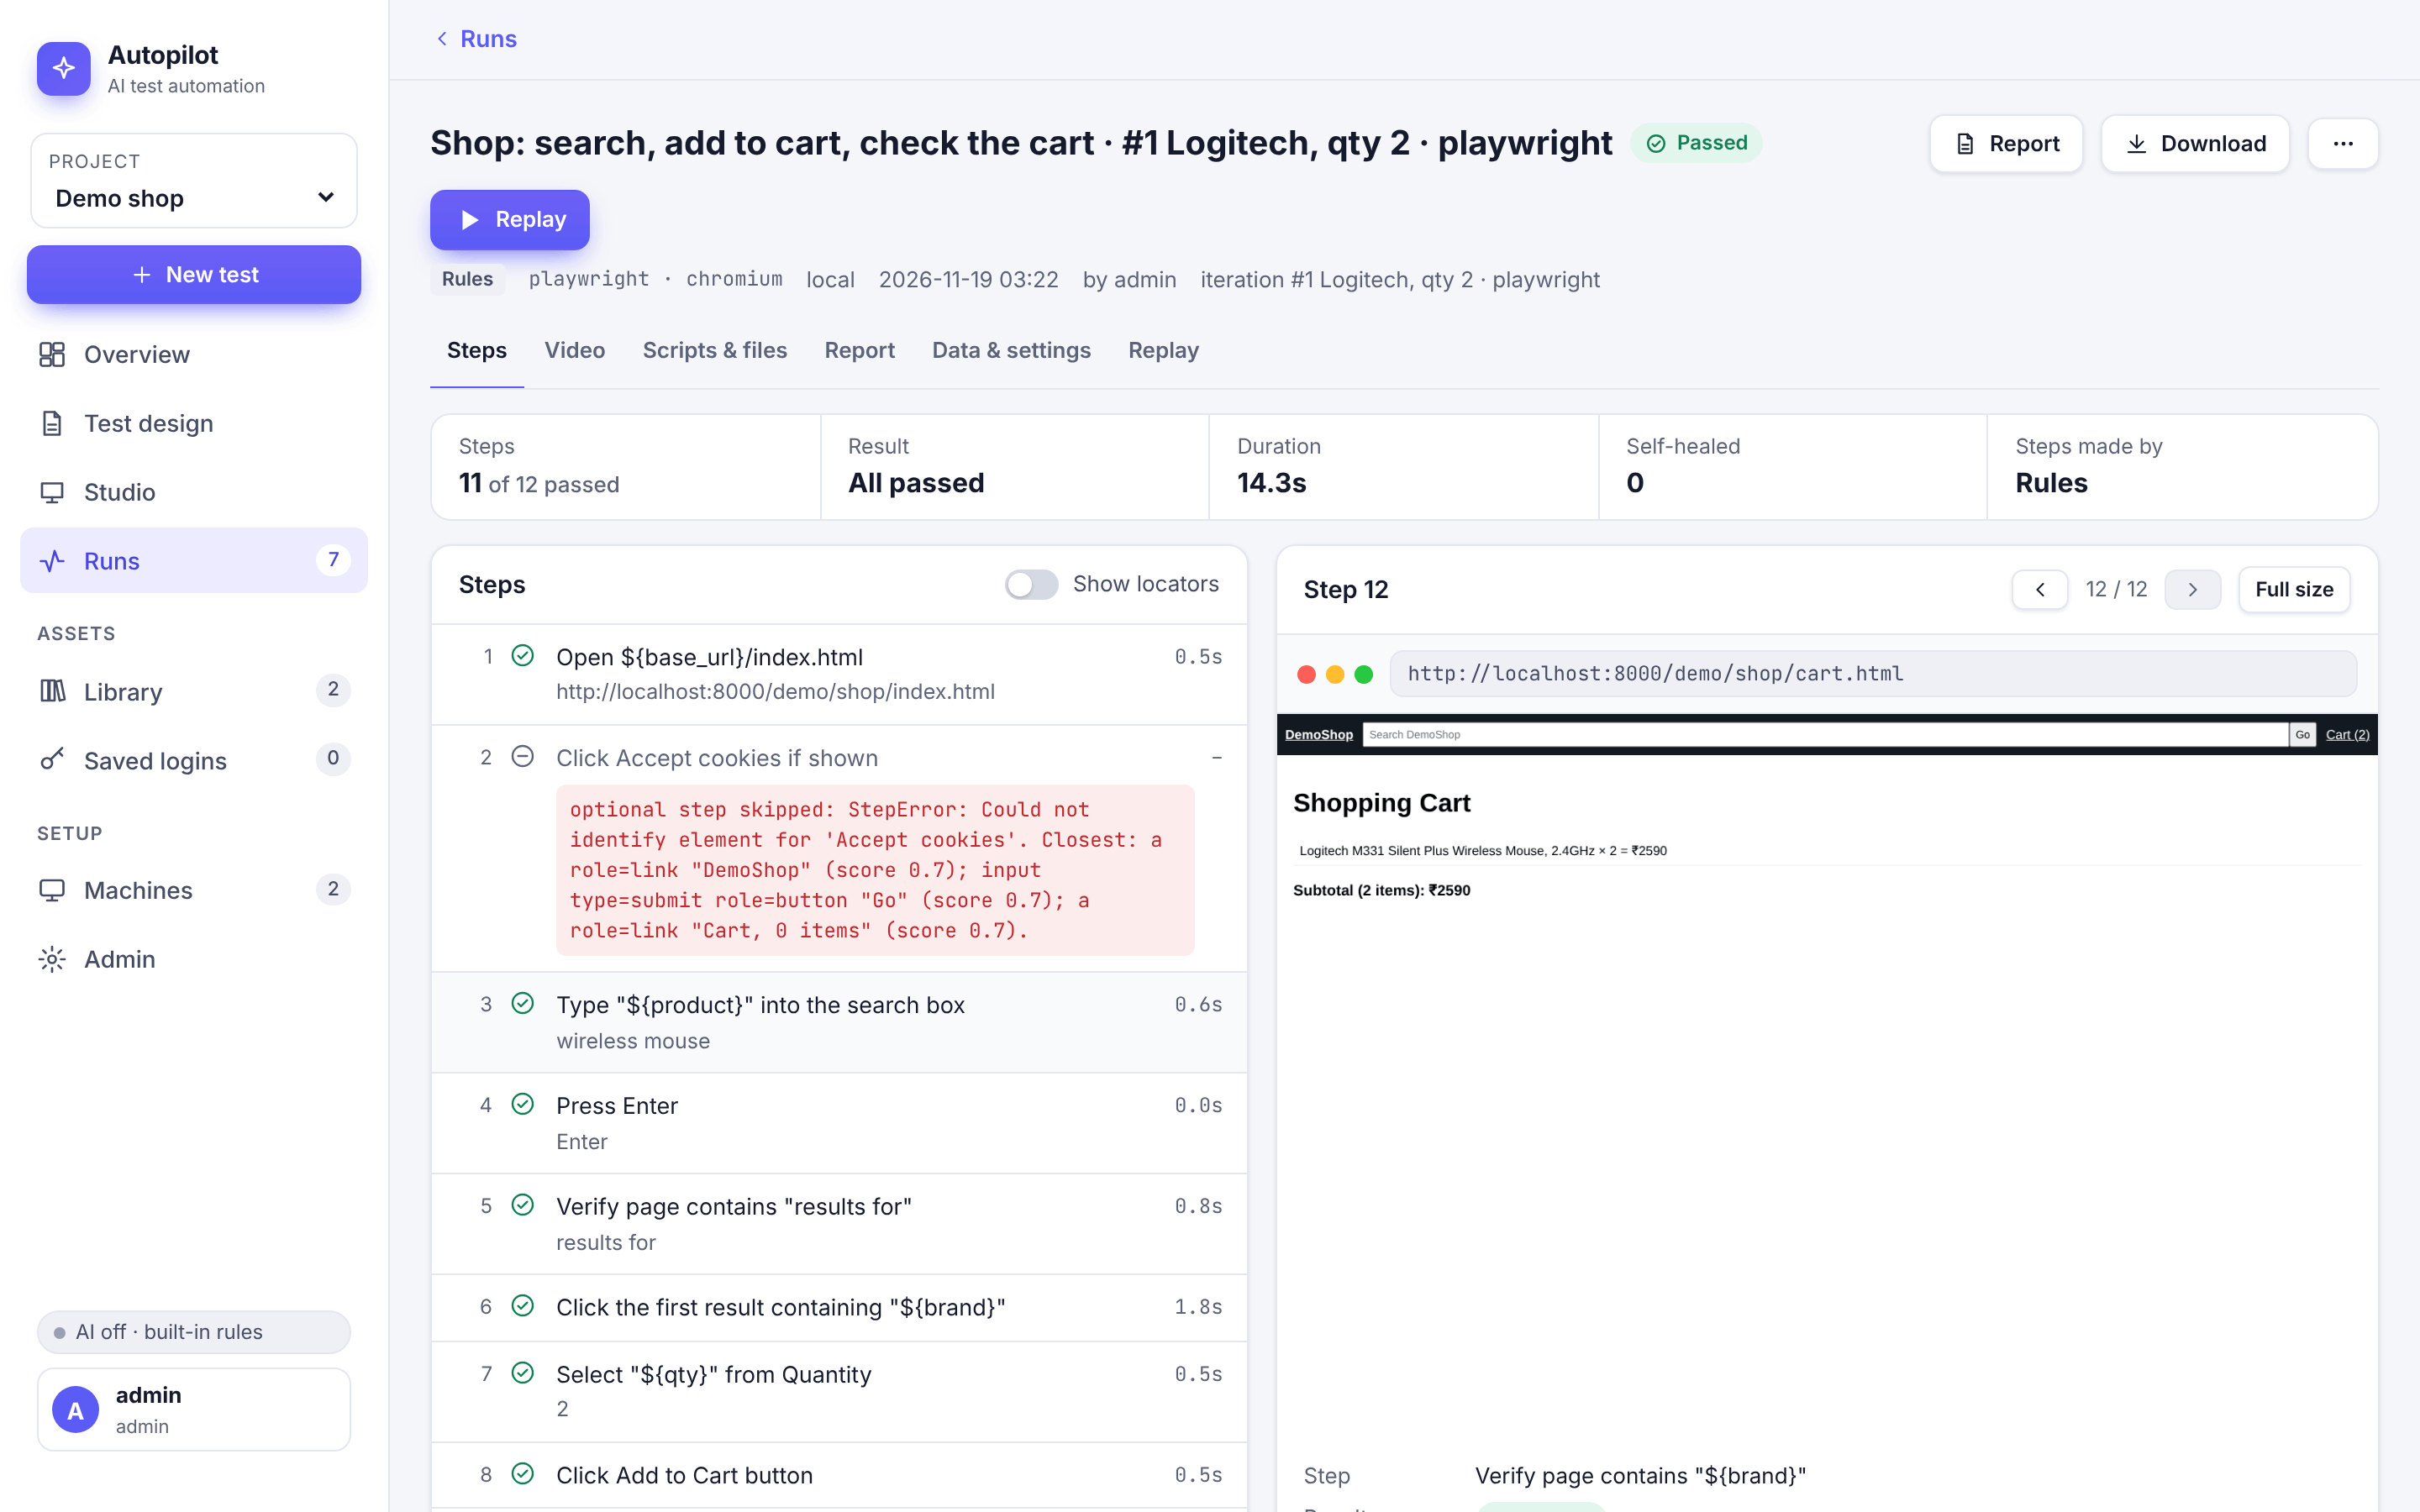 Autopilot
AI test automation
PROJECT
Demo shop
New test
Overview
Test design
Studio
Runs 7
ASSETS
Library 2
Saved logins 0
SETUP
Machines 2
Admin
AI off · built-in rules
A
admin
admin
Runs
Shop: search, add to cart, check the cart · #1 Logitech, qty 2 · playwright
Passed
Report
Download
Replay
Rules playwright · chromium local 2026-11-19 03:22 by admin iteration #1 Logitech, qty 2 · playwright
Steps Video Scripts & files Report Data & settings Replay
Steps
11 of 12 passed
Result
All passed
Duration
14.3s
Self-healed
0
Steps made by
Rules
Steps
Show locators
1 Open ${base_url}/index.html 0.5s
http://localhost:8000/demo/shop/index.html
2 Click Accept cookies if shown –
optional step skipped: StepError: Could not
identify element for 'Accept cookies'. Closest: a
role=link "DemoShop" (score 0.7); input
type=submit role=button "Go" (score 0.7); a
role=link "Cart, 0 items" (score 0.7).
3 Type "${product}" into the search box 0.6s
wireless mouse
4 Press Enter 0.0s
Enter
5 Verify page contains "results for" 0.8s
results for
6 Click the first result containing "${brand}" 1.8s
7 Select "${qty}" from Quantity 0.5s
2
8 Click Add to Cart button 0.5s
Step 12
12 / 12
Full size
http://localhost:8000/demo/shop/cart.html
DemoShop Search DemoShop Go Cart (2)
Shopping Cart
Logitech M331 Silent Plus Wireless Mouse, 2.4GHz × 2 = ₹2590
Subtotal (2 items): ₹2590
Step Verify page contains "${brand}"